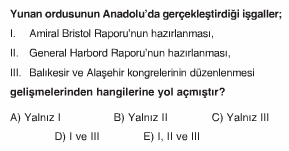 Yunan ordusunun Anadolu'da gerçekleştirdiği işgaller;
I. Amiral Bristol Raporu'nun hazırlanması,
II. General Harbord Raporu'nun hazırlanması,
III. Balıkesir ve Alaşehir kongrelerinin düzenlenmesi
gelişmelerinden hangilerine yol açmıştır?
A) Yalnız I B) Yalnız II C) Yalnız III
D) I ve III E) I, II ve III